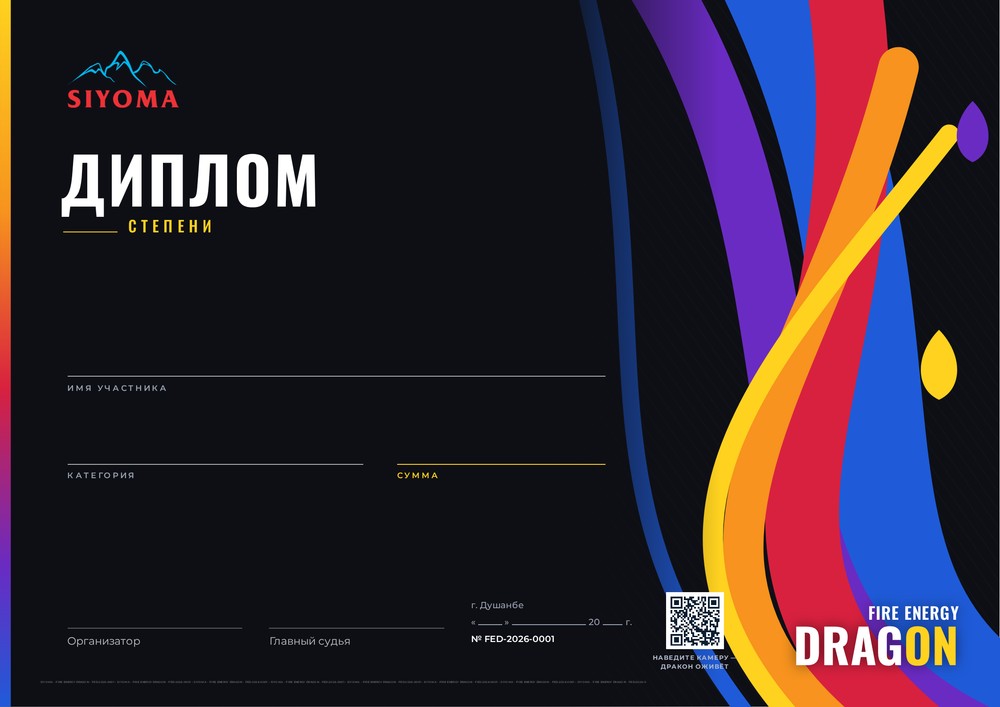 SIYOMA
ДИПЛОМ
СТЕПЕНИ
ИМЯ УЧАСТНИКА
КАТЕГОРИЯ
СУММА
г. Душанбе
« ____ » ______________ 20 ____ г.
№ FED-2026-0001
Организатор
Главный судья
НАВЕДИТЕ КАМЕРУ —
ДРАКОН ОЖИВЁТ
FIRE ENERGY
DRAGON